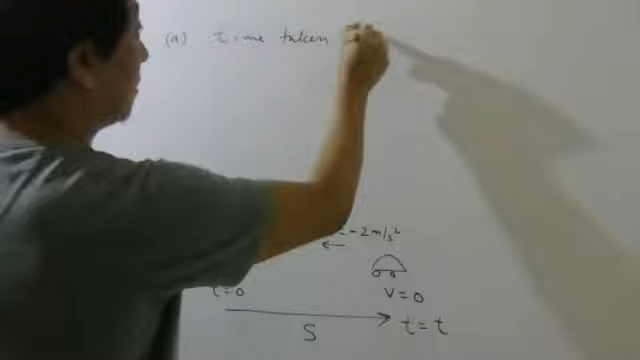 (a) Time taken
= -2m/s²
t=0
V=0
t=t
S